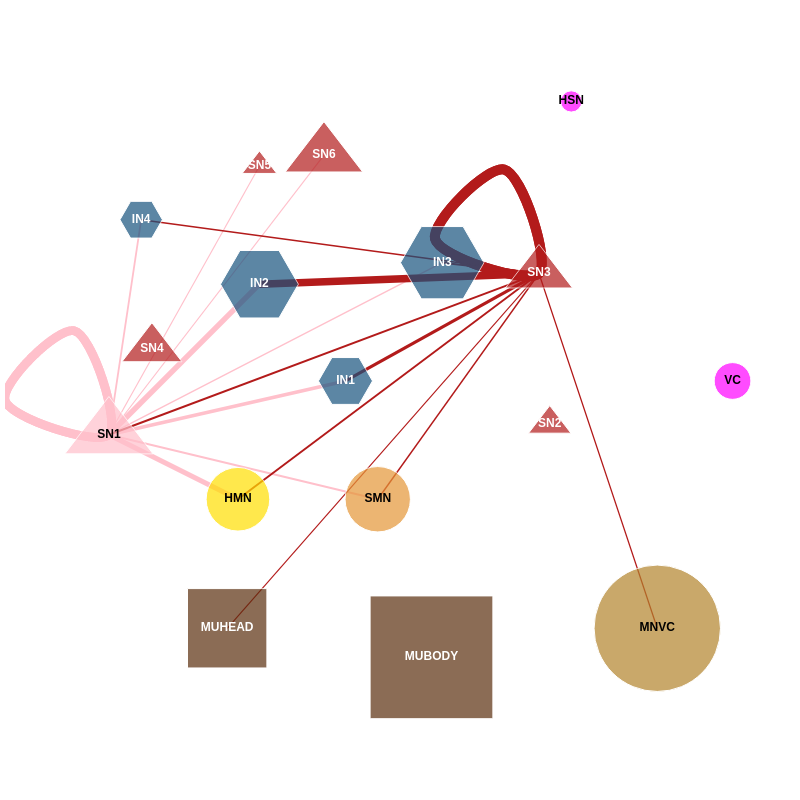 HSN
SN6
SN5
IN4
IN3
SN3
IN2
SN4
IN1
VC
SN2
SN1
HMN
SMN
MUHEAD
MNVC
MUBODY